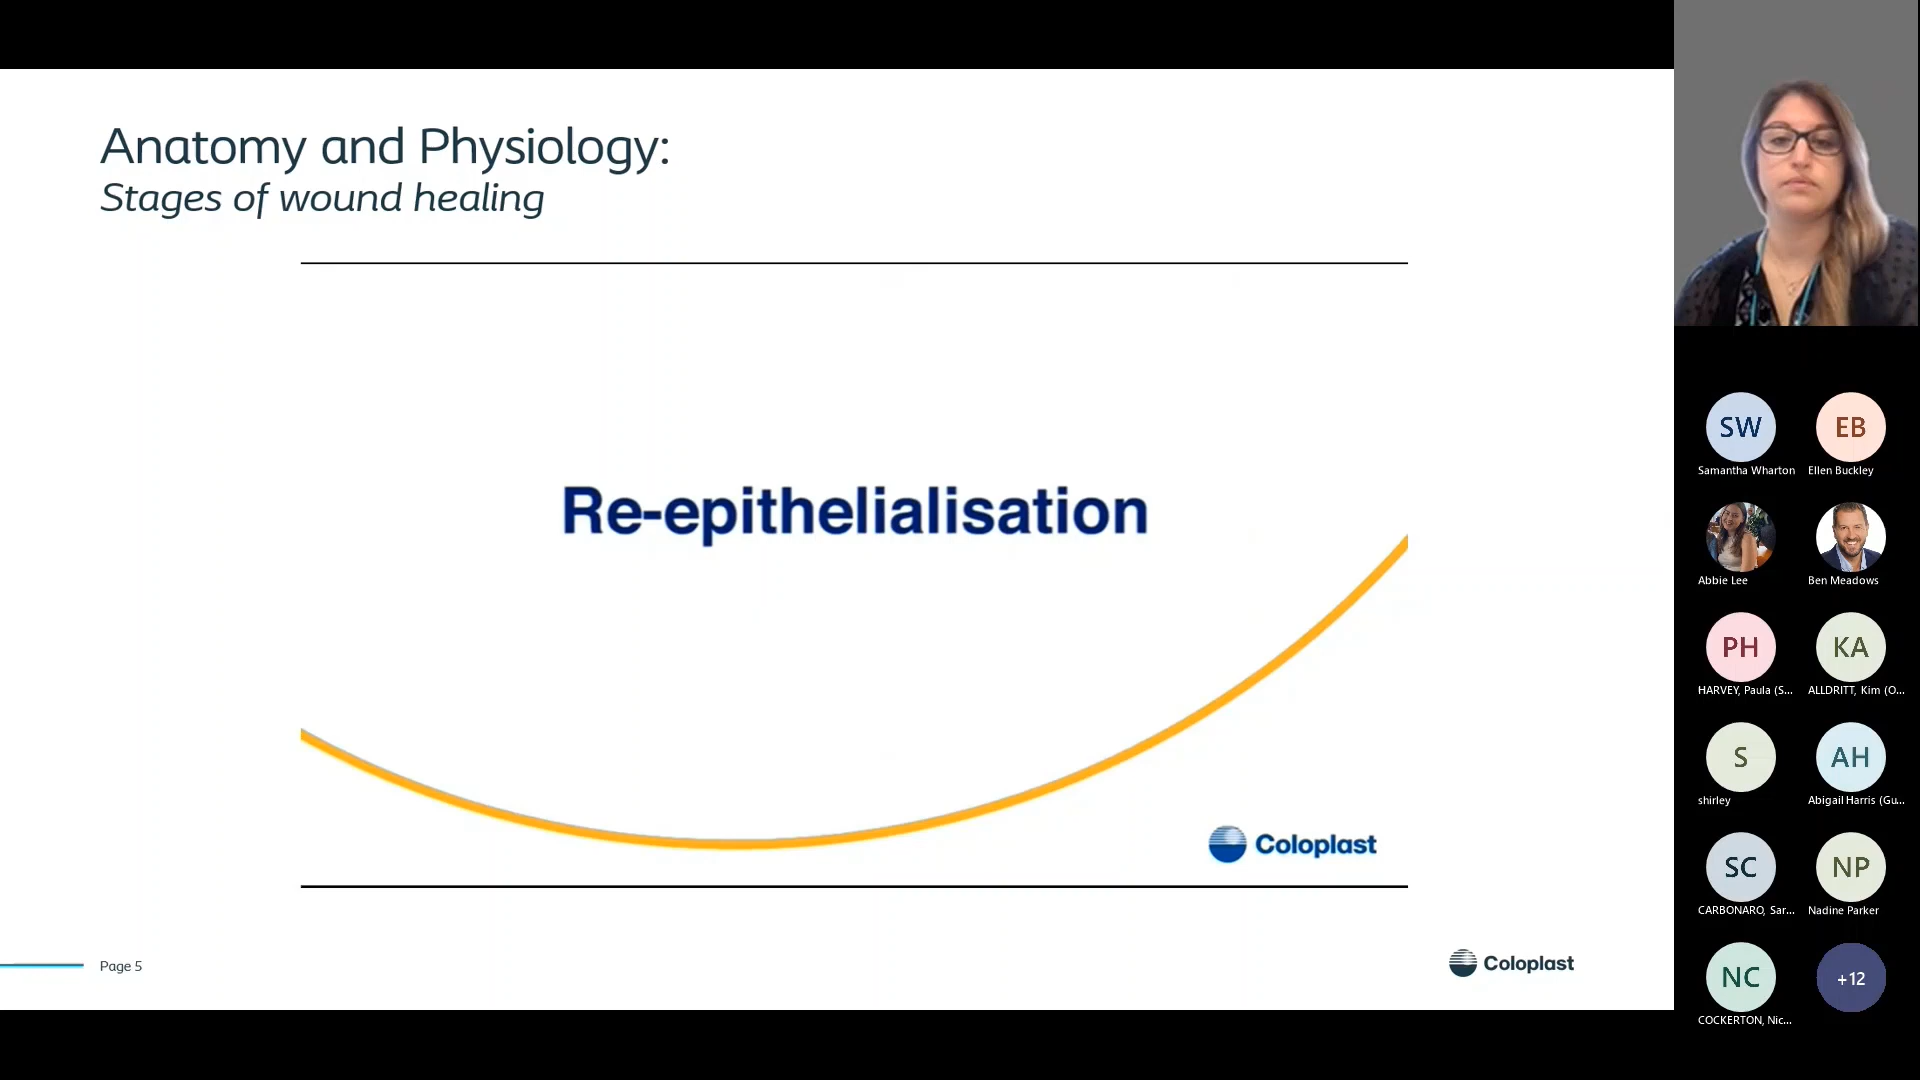 Anatomy and Physiology:
Stages of wound healing
Re-epithelialisation
Coloplast
Page 5
Coloplast
SW
EB
Samantha Wharton
Ellen Buckley
Abbie Lee
Ben Meadows
PH
KA
HARVEY, Paula (S...
ALLDRITT, Kim (O...
S
AH
shirley
Abigail Harris (Gu...
SC
NP
CARBONARO, Sar...
Nadine Parker
NC
+12
COCKERTON, Nic...